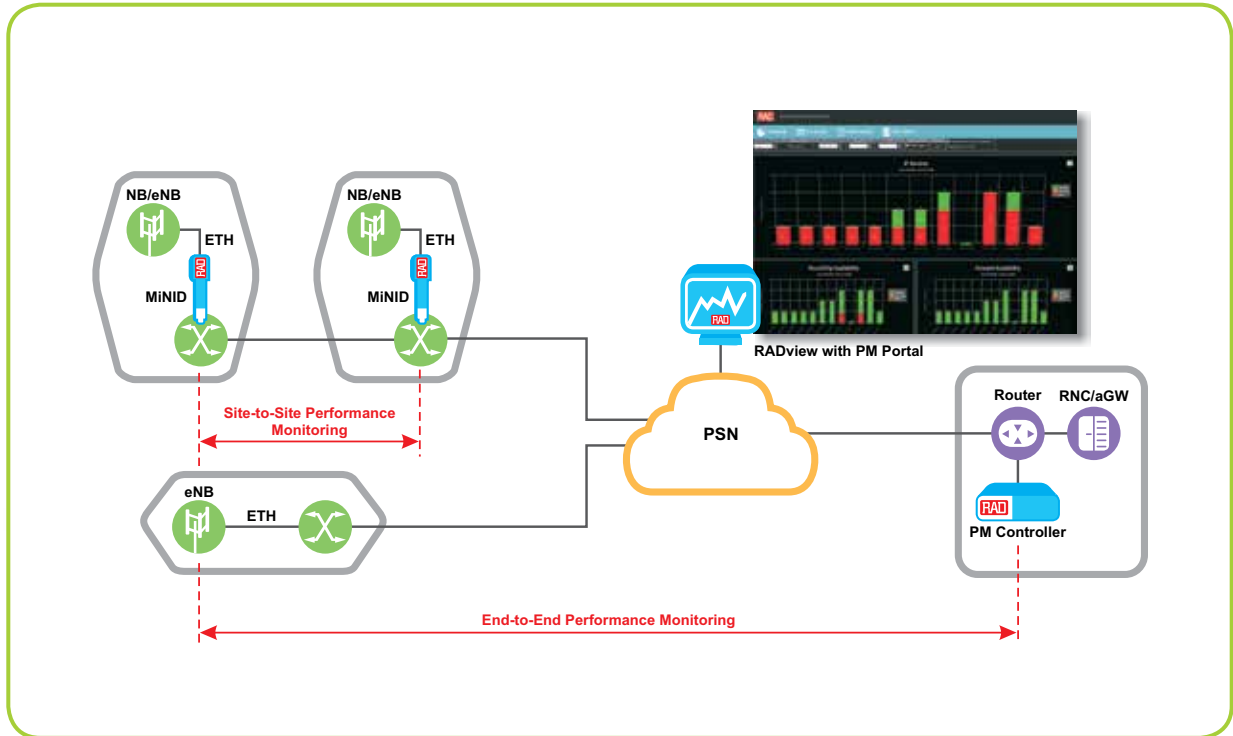 RAD
NB/eNB
NB/eNB
ETH
ETH
RAD
RAD
MiNID
MiNID
RAD
RADview with PM Portal
Site-to-Site Performance
Monitoring
PSN
Router
RNC/aGW
eNB
ETH
RAD
PM Controller
End-to-End Performance Monitoring